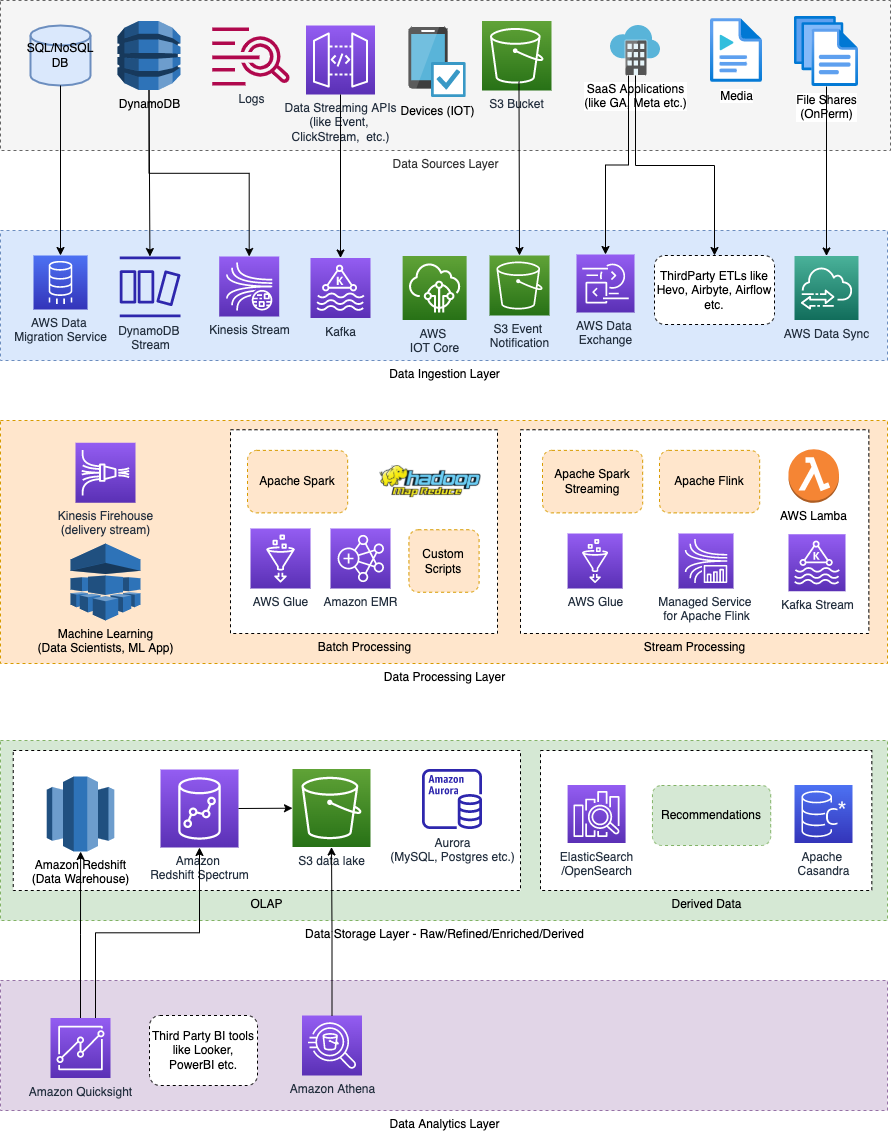 SQL/NoSQL
DB
DynamoDB
Logs
Data Streaming APIs
(like Event,
ClickStream, etc.)
Devices (IOT)
S3 Bucket
SaaS Applications
(like GA, Meta etc.)
Media
File Shares
(OnPerm)
Data Sources Layer
AWS Data
Migration Service
DynamoDB
Stream
Kinesis Stream
K
Kafka
AWS
IOT Core
S3 Event
Notification
AWS Data
Exchange
ThirdParty ETLs like
Hevo, Airbyte, Airflow
etc.
AWS Data Sync
Data Ingestion Layer
Kinesis Firehouse
(delivery stream)
Machine Learning
(Data Scientists, ML App)
Apache Spark
hadoop
Map Reduce
AWS Glue
Amazon EMR
Custom
Scripts
Batch Processing
Apache Spark
Streaming
Apache Flink
AWS Lamba
AWS Glue
Managed Service
for Apache Flink
K
Kafka Stream
Stream Processing
Data Processing Layer
Amazon Redshift
(Data Warehouse)
Amazon
Redshift Spectrum
S3 data lake
Amazon
Aurora
Aurora
(MySQL, Postgres etc.)
OLAP
ElasticSearch
/OpenSearch
Recommendations
C*
Apache
Casandra
Derived Data
Data Storage Layer - Raw/Refined/Enriched/Derived
Amazon Quicksight
Third Party BI tools
like Looker,
PowerBI etc.
Amazon Athena
Data Analytics Layer